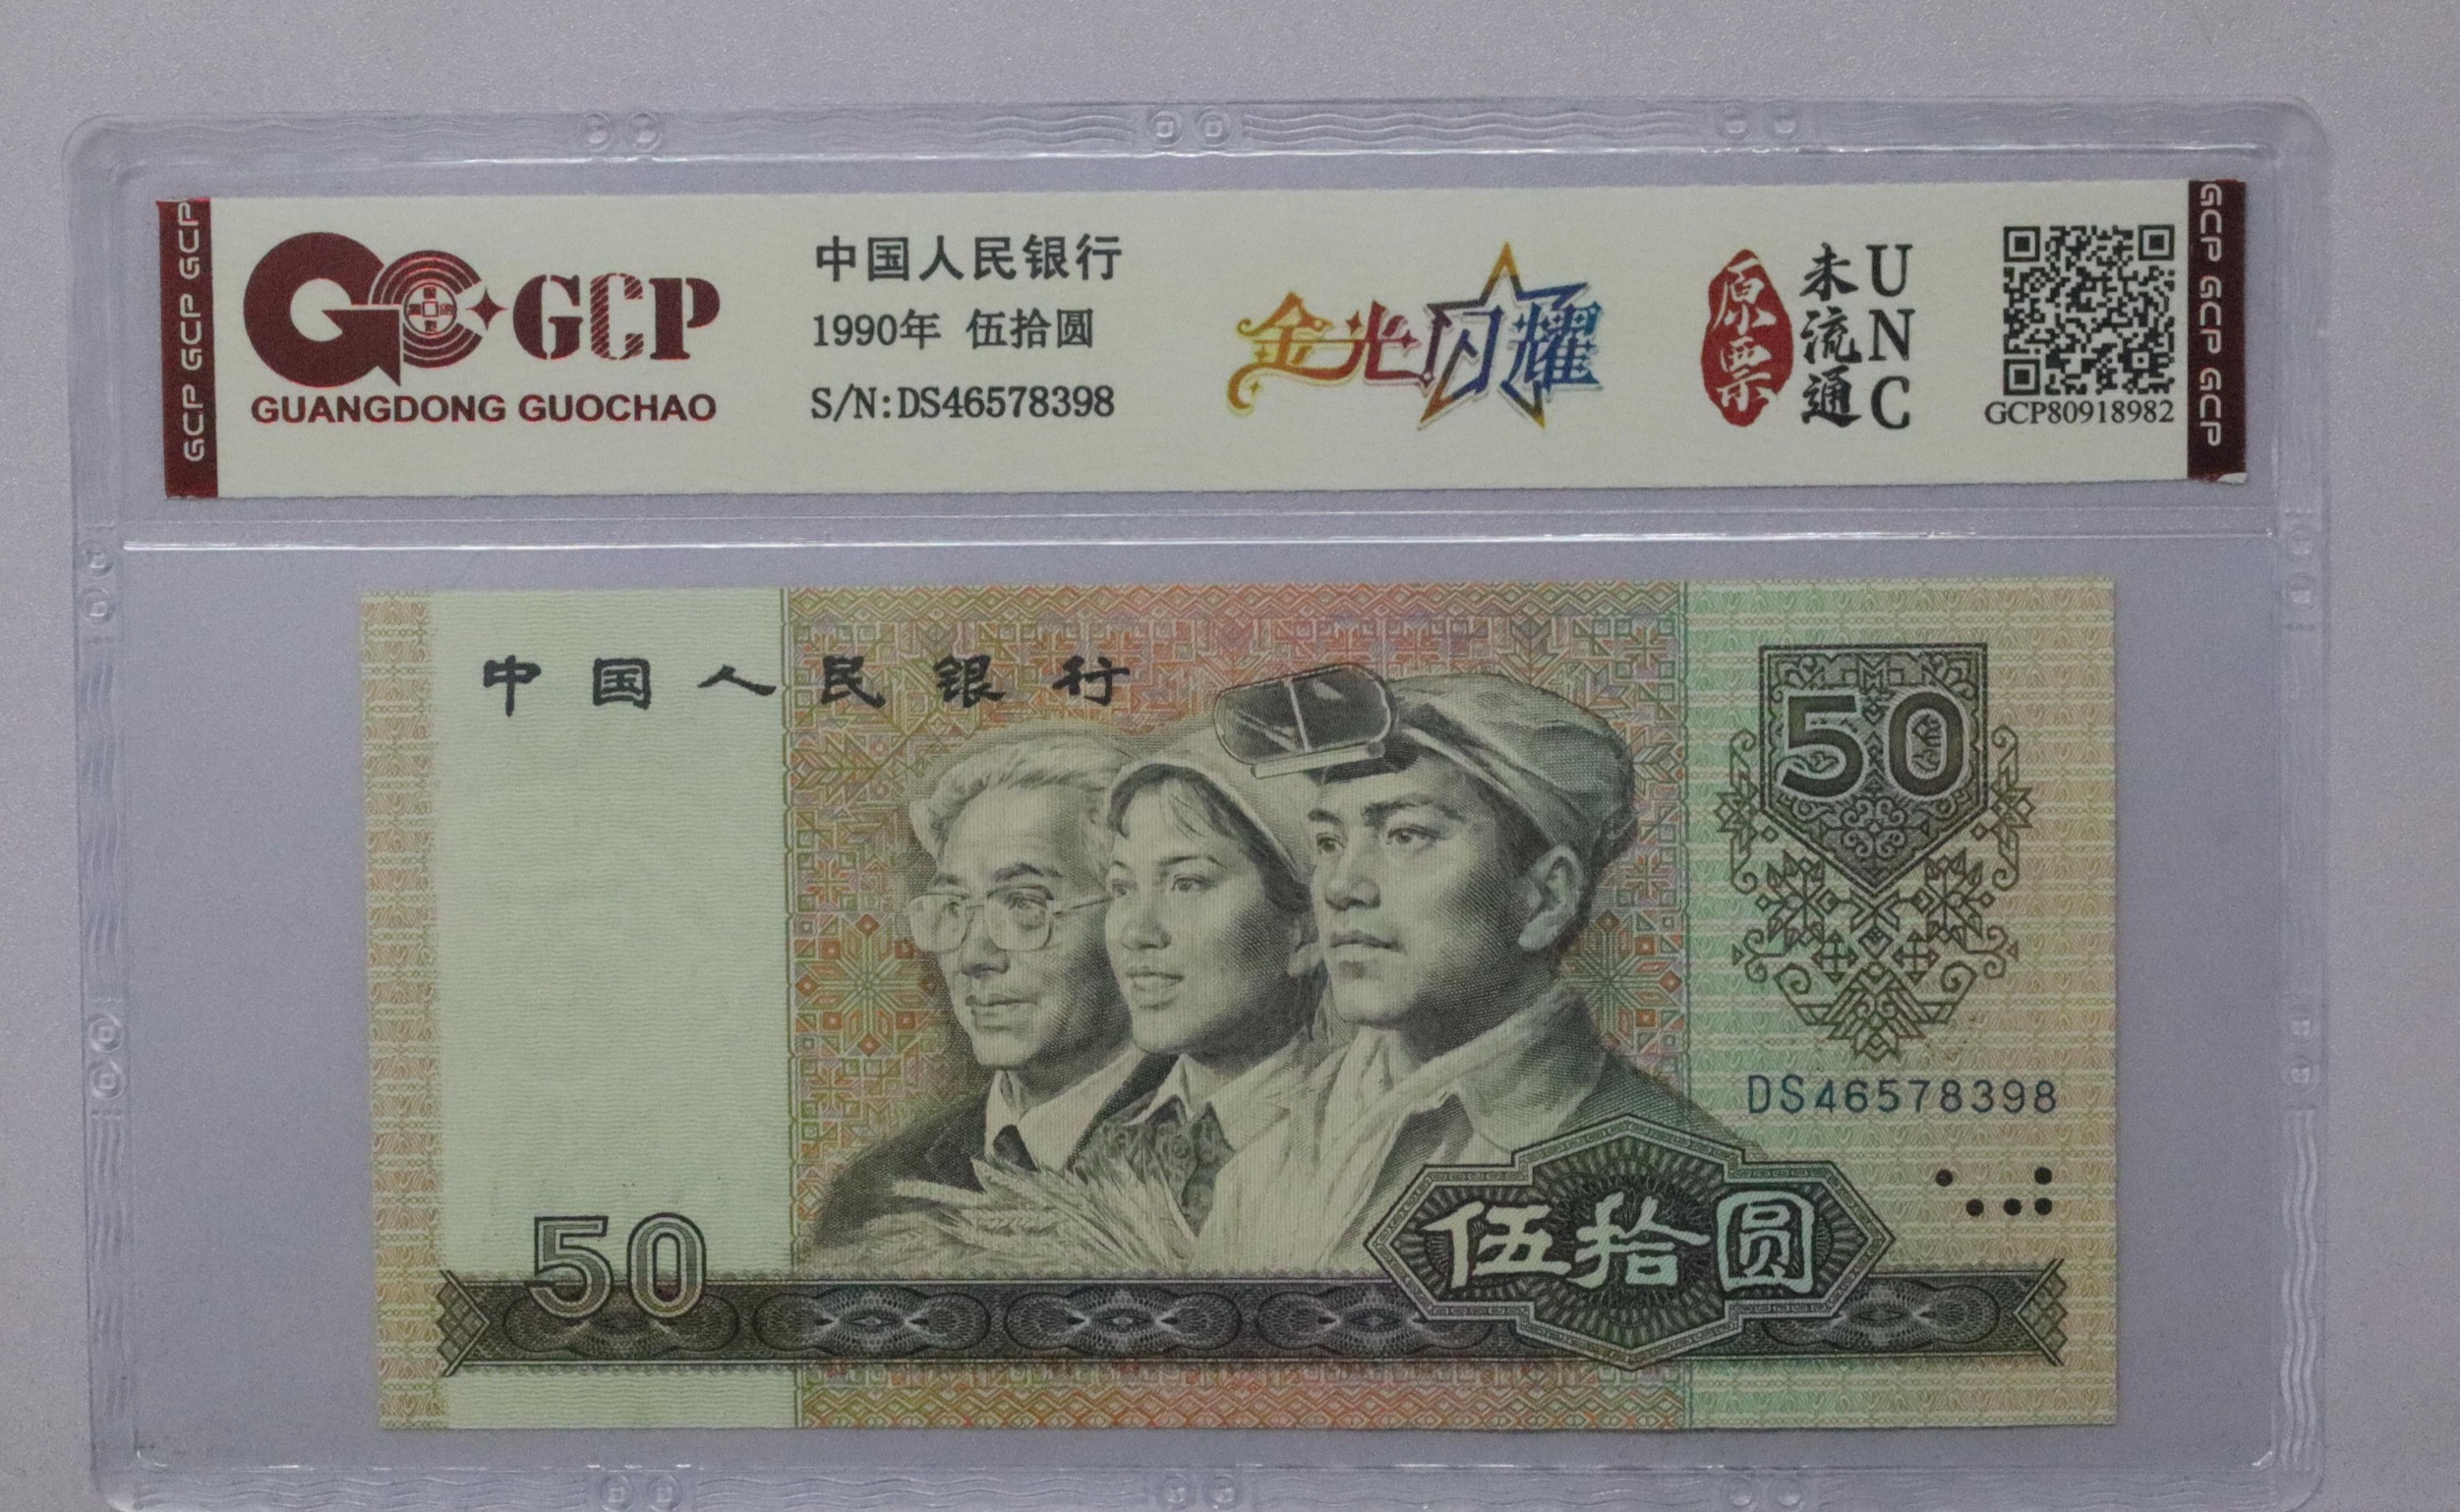 GCP GCP GCP
GCP
GUANGDONG GUOCHAO
中国人民银行
1990年 伍拾圆
S/N:DS46578398
金光闪耀
原票
未流通
UNC
GCP80918982
GCP GCP GCP
中国人民银行
50
DS46578398
50
伍拾圆